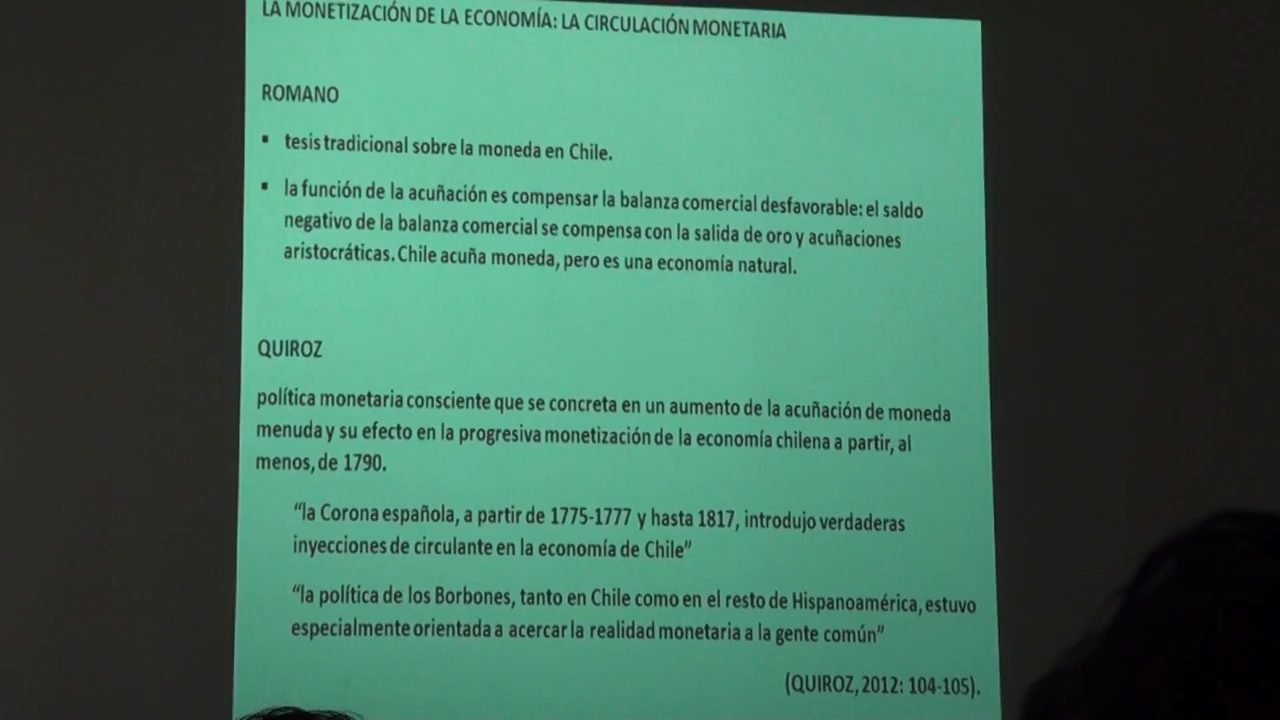 LA MONETIZACIÓN DE LA ECONOMÍA: LA CIRCULACIÓN MONETARIA
ROMANO
▪ tesis tradicional sobre la moneda en Chile.
▪ la función de la acuñación es compensar la balanza comercial desfavorable: el saldo
negativo de la balanza comercial se compensa con la salida de oro y acuñaciones
aristocráticas. Chile acuña moneda, pero es una economía natural.
QUIROZ
política monetaria consciente que se concreta en un aumento de la acuñación de moneda
menuda y su efecto en la progresiva monetización de la economía chilena a partir, al
menos, de 1790.
“la Corona española, a partir de 1775-1777 y hasta 1817, introdujo verdaderas
inyecciones de circulante en la economía de Chile”
“la política de los Borbones, tanto en Chile como en el resto de Hispanoamérica, estuvo
especialmente orientada a acercar la realidad monetaria a la gente común”
(QUIROZ, 2012: 104-105).